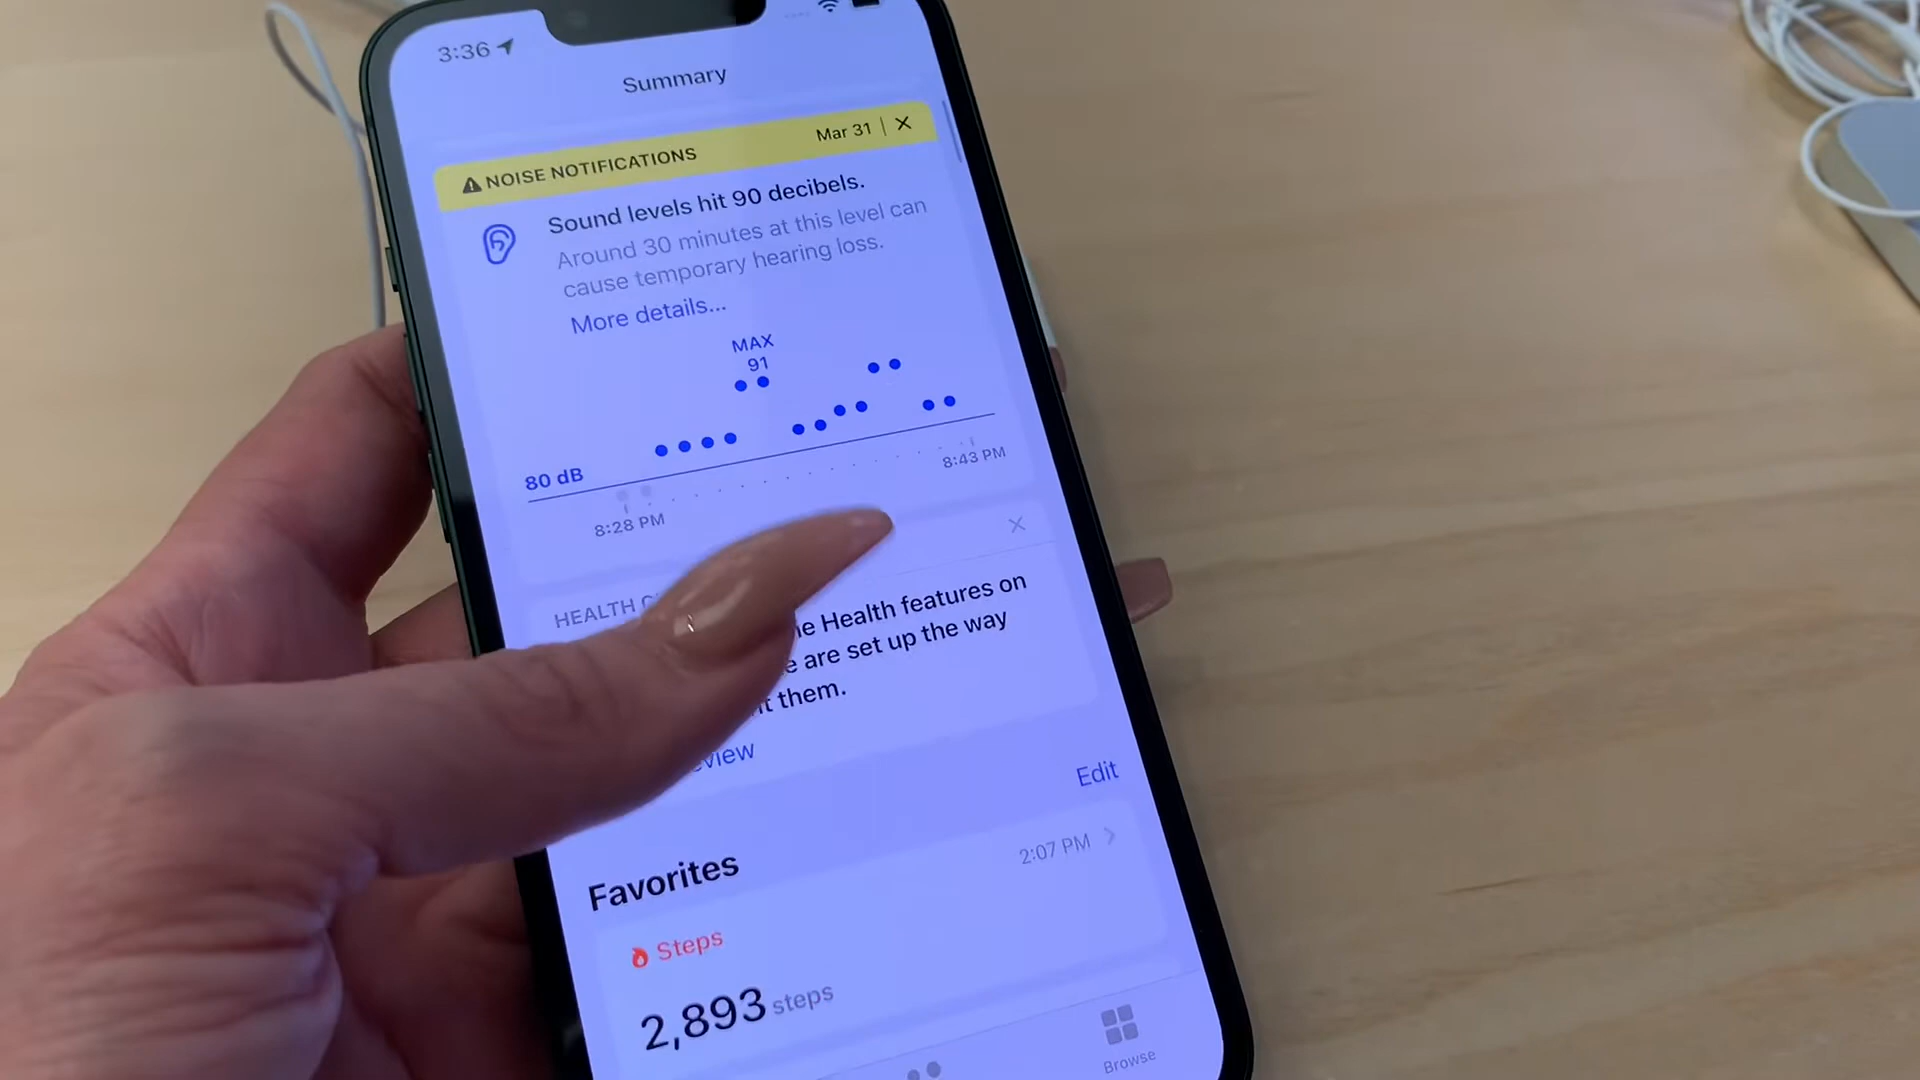 3:36
Summary
NOISE NOTIFICATIONS
Mar 31
Sound levels hit 90 decibels.
Around 30 minutes at this level can
cause temporary hearing loss.
More details...
MAX
91
80 dB
8:28 PM
8:43 PM
HEALTH
Health features on
are set up the way
them.
Edit
Favorites
2:07 PM
Steps
2,893 steps
Browse